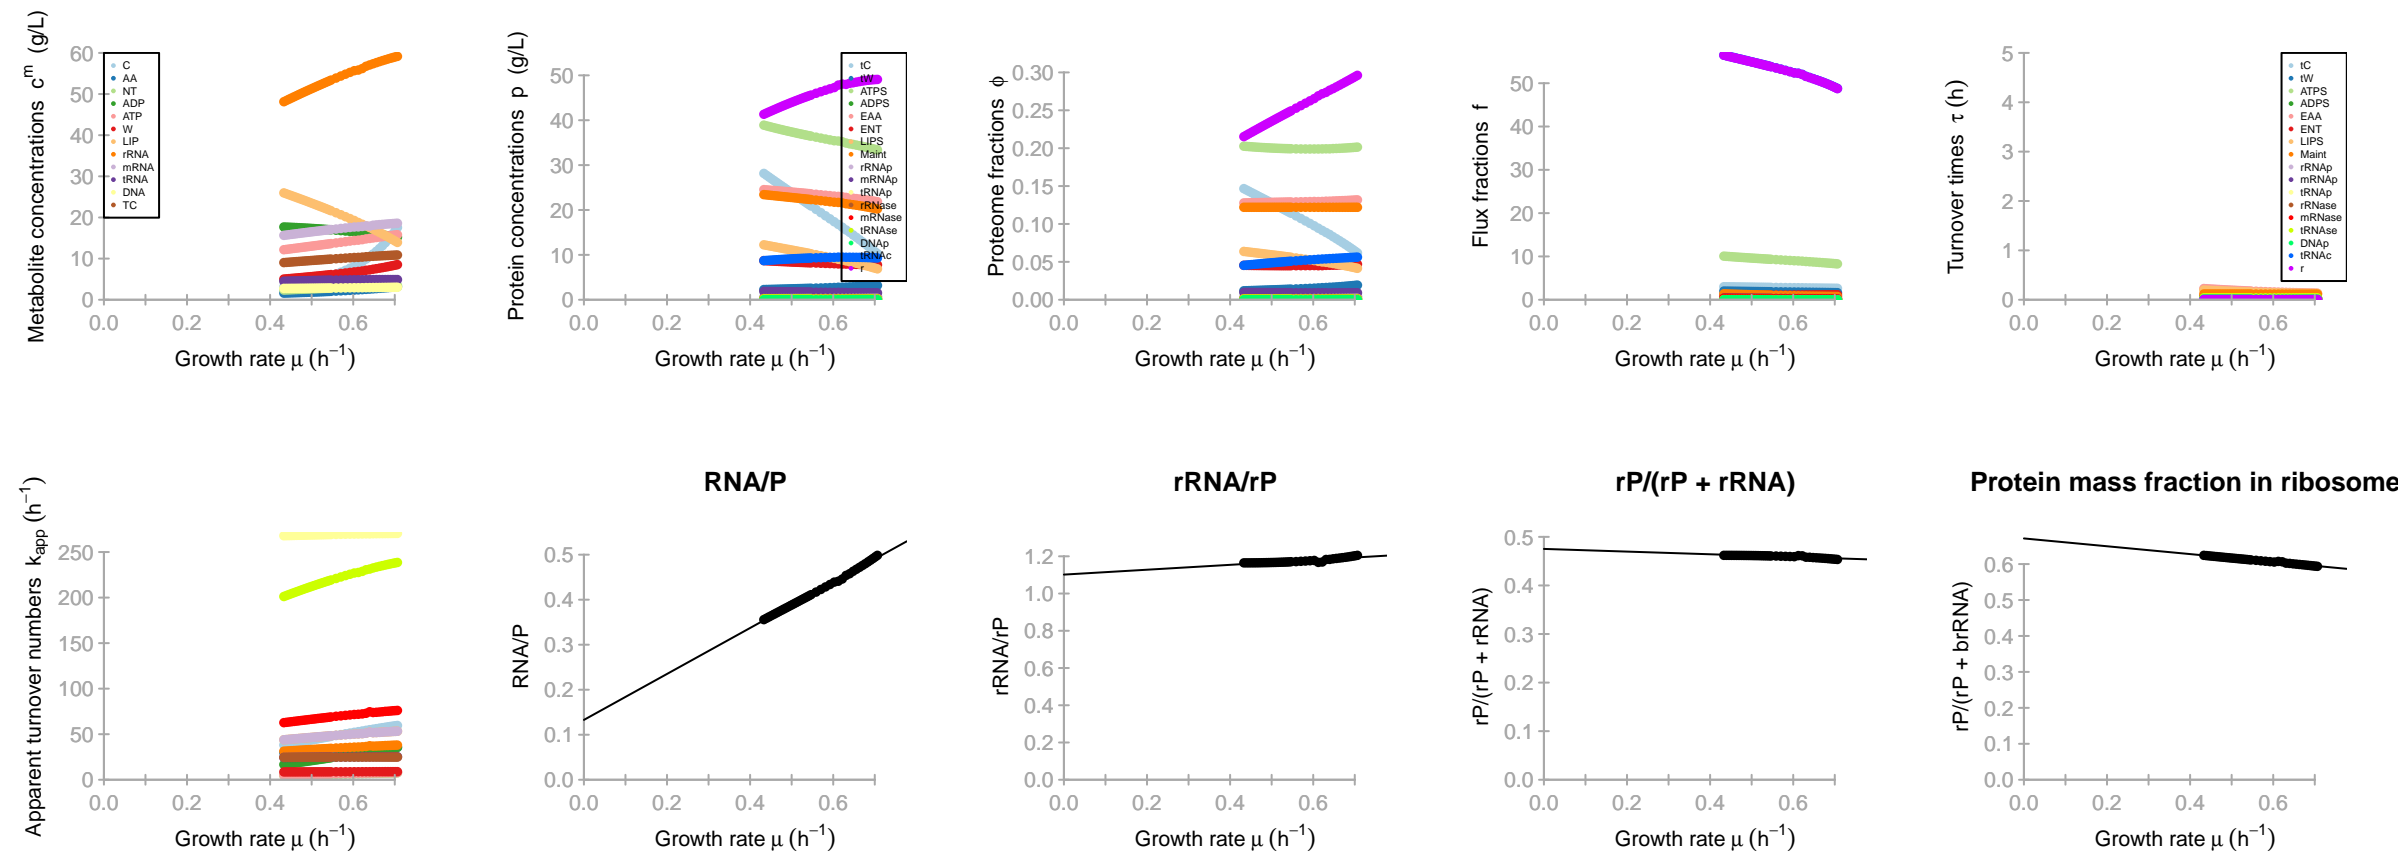 Metabolite concentrations c^m (g/L)
60
50
40
30
20
10
0
C
AA
NT
ADP
ATP
W
LIP
rRNA
mRNA
tRNA
DNA
TC
0.0 0.2 0.4 0.6
Growth rate μ (h⁻¹)
Protein concentrations p (g/L)
50
40
30
20
10
0
tC
tW
ATPS
ADPS
EAA
ENT
LIPS
Maint
rRNAp
mRNAp
tRNAp
rRNase
mRNase
tRNAse
DNAp
tRNAc
r
0.0 0.2 0.4 0.6
Growth rate μ (h⁻¹)
Proteome fractions ϕ
0.30
0.25
0.20
0.15
0.10
0.05
0.00
0.0 0.2 0.4 0.6
Growth rate μ (h⁻¹)
Flux fractions f
50
40
30
20
10
0
0.0 0.2 0.4 0.6
Growth rate μ (h⁻¹)
Turnover times τ (h)
5
4
3
2
1
0
tC
tW
ATPS
ADPS
EAA
ENT
LIPS
Maint
rRNAp
mRNAp
tRNAp
rRNase
mRNase
tRNAse
DNAp
tRNAc
r
0.0 0.2 0.4 0.6
Growth rate μ (h⁻¹)
Apparent turnover numbers k_app (h⁻¹)
250
200
150
100
50
0
0.0 0.2 0.4 0.6
Growth rate μ (h⁻¹)
RNA/P
RNA/P
0.5
0.4
0.3
0.2
0.1
0.0
0.0 0.2 0.4 0.6
Growth rate μ (h⁻¹)
rRNA/rP
rRNA/rP
1.2
1.0
0.8
0.6
0.4
0.2
0.0
0.0 0.2 0.4 0.6
Growth rate μ (h⁻¹)
rP/(rP + rRNA)
rP/(rP + rRNA)
0.5
0.4
0.3
0.2
0.1
0.0
0.0 0.2 0.4 0.6
Growth rate μ (h⁻¹)
Protein mass fraction in ribosome
rP/(rP + brRNA)
0.6
0.5
0.4
0.3
0.2
0.1
0.0
0.0 0.2 0.4 0.6
Growth rate μ (h⁻¹)